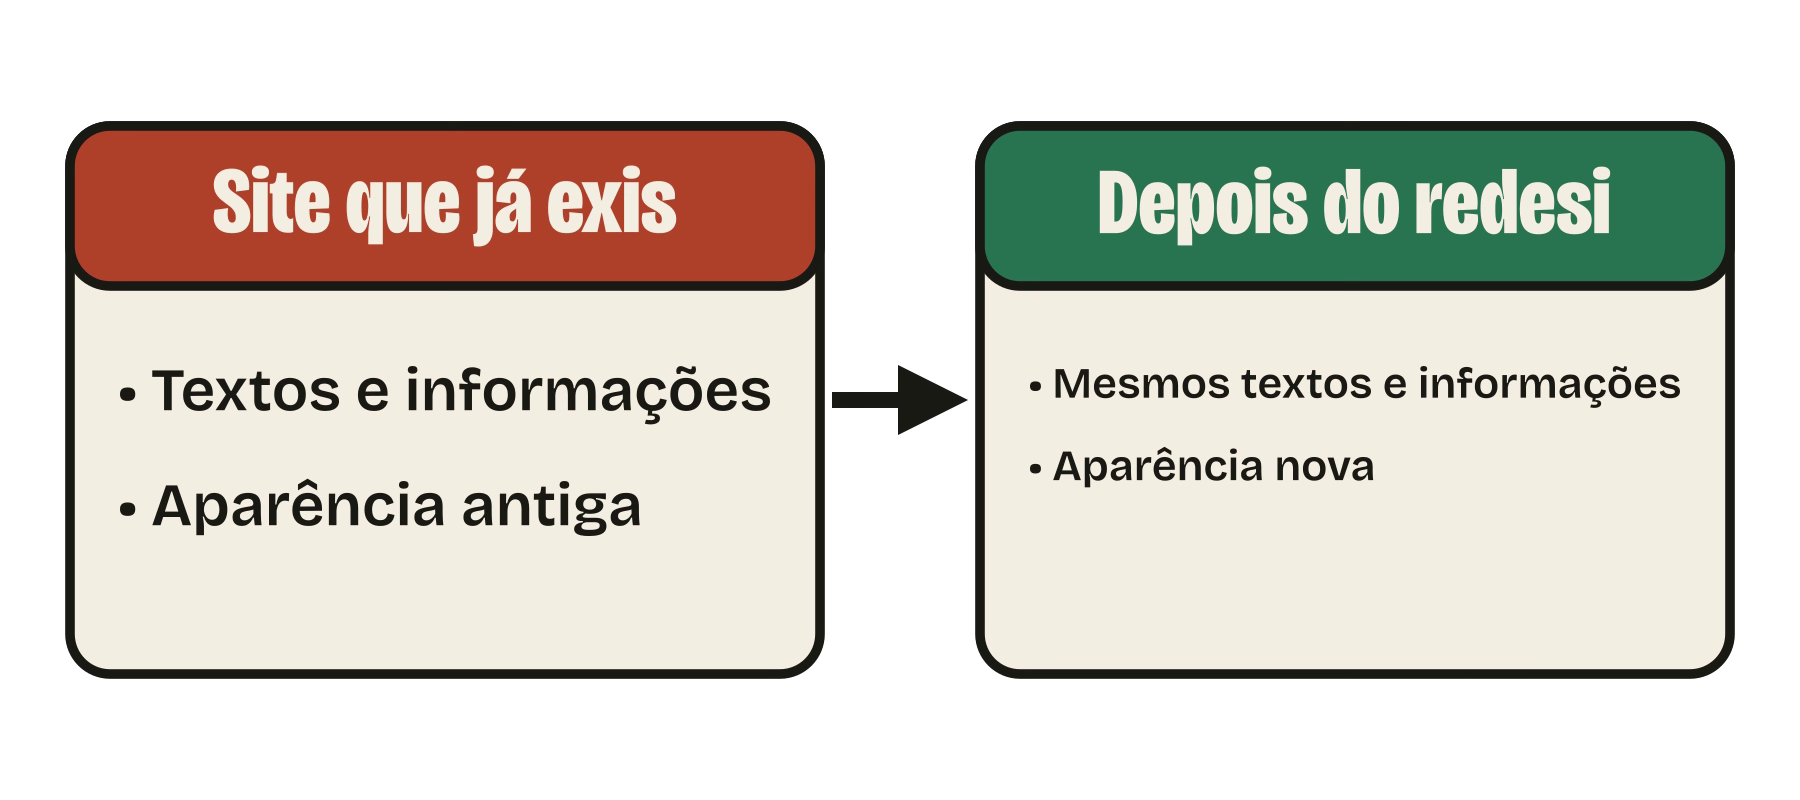 Site que já exis
• Textos e informações
• Aparência antiga
Depois do redesi
• Mesmos textos e informações
• Aparência nova